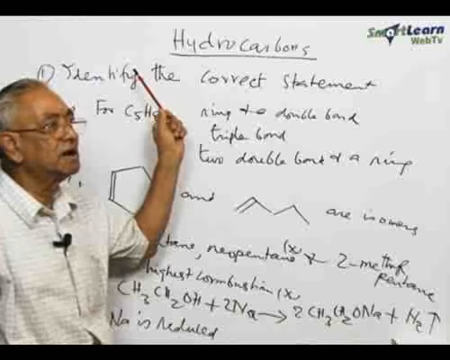 SmartLearn
WebTv
Hydrocarbons
① Identify the correct statement
For C5H8 ring + double bond
triple bond
two double bond + a ring
and are isomers
neopentane (x) 2-methyl
pentane
highest combustion (x)
CH3CH2OH + 2Na → 2 CH3CH2ONa + H2 ↑
Na is reduced